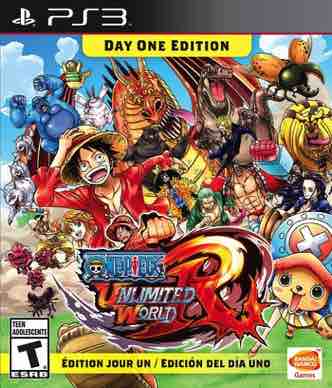 PS3
DAY ONE EDITION
ONE PIECE
UNLIMITED
WORLD
R
ÉDITION JOUR UN / EDICIÓN DEL DÍA UNO
TEEN
ADOLESCENTS
T
ESRB
BANDAI NAMCO
Games